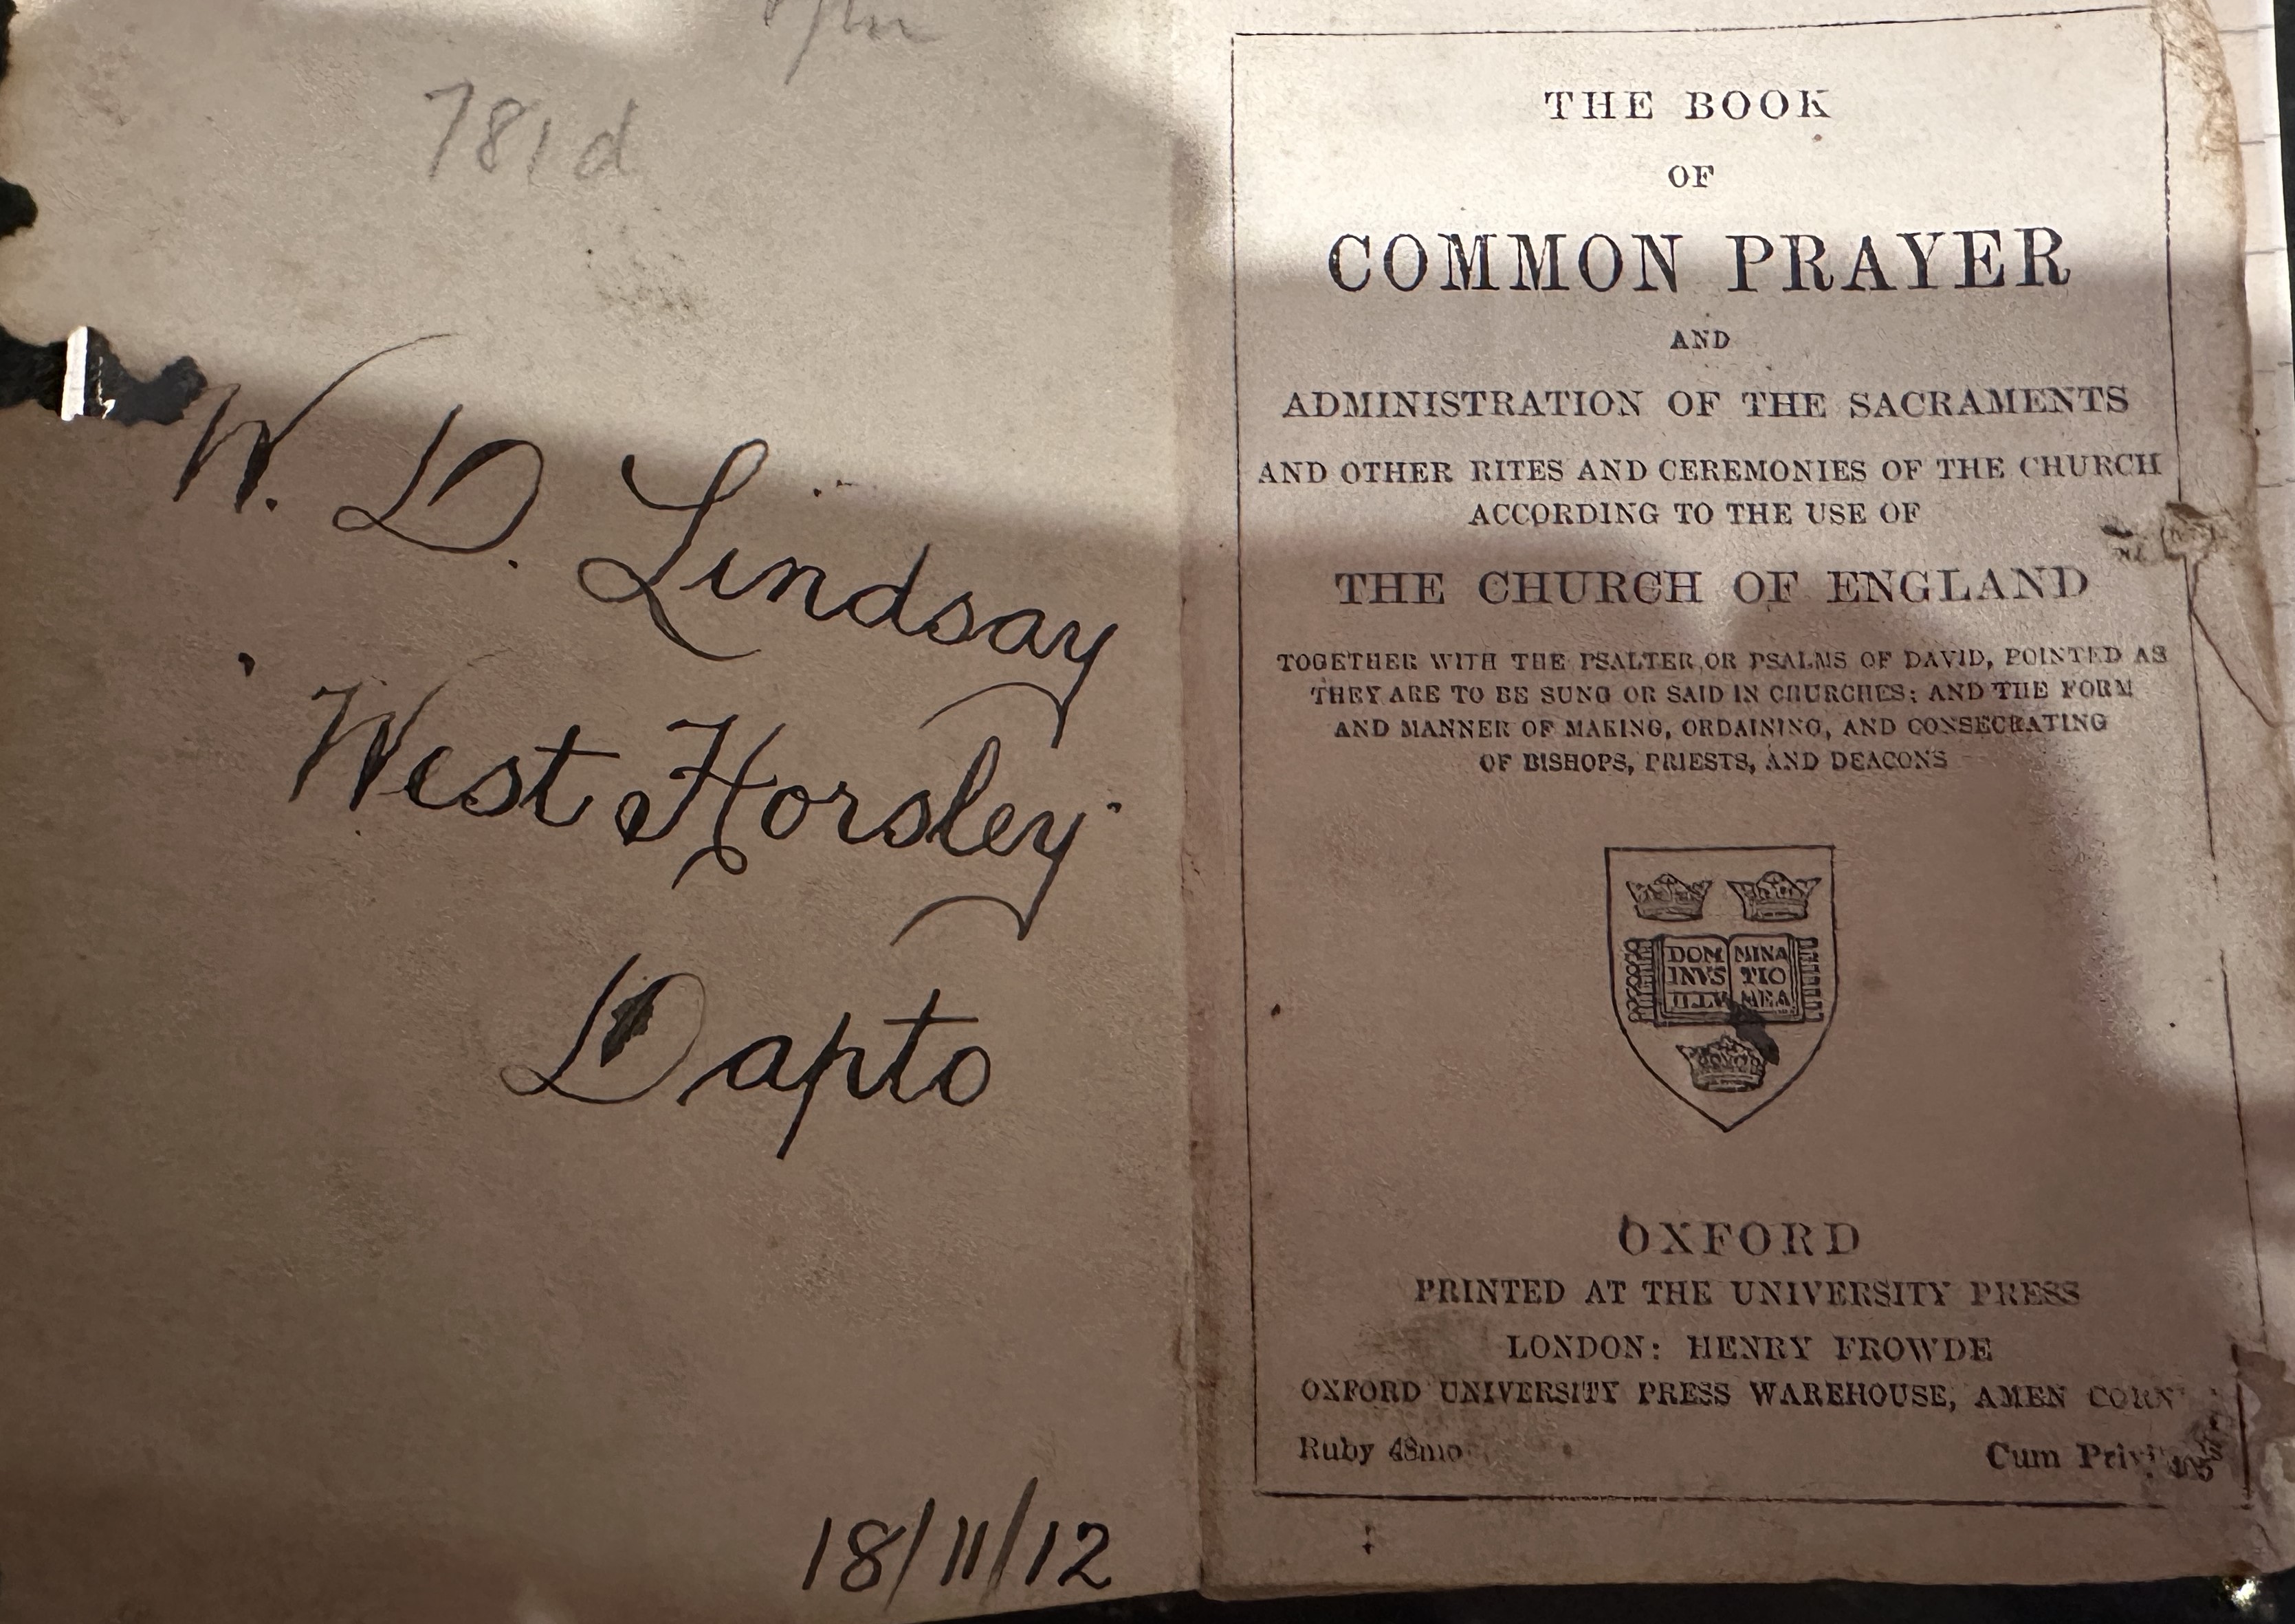 781d
W. D. Lindsay
"West Horsley"
Dapto
18/11/12
THE BOOK
OF
COMMON PRAYER
AND
ADMINISTRATION OF THE SACRAMENTS
AND OTHER RITES AND CEREMONIES OF THE CHURCH
ACCORDING TO THE USE OF
THE CHURCH OF ENGLAND
TOGETHER WITH THE PSALTER OR PSALMS OF DAVID, POINTED AS
THEY ARE TO BE SUNG OR SAID IN CHURCHES; AND THE FORM
AND MANNER OF MAKING, ORDAINING, AND CONSECRATING
OF BISHOPS, PRIESTS, AND DEACONS
DOM MINA
INVS TIO
ILLV MEA
OXFORD
PRINTED AT THE UNIVERSITY PRESS
LONDON: HENRY FROWDE
OXFORD UNIVERSITY PRESS WAREHOUSE, AMEN CORN
Ruby 48mo Cum